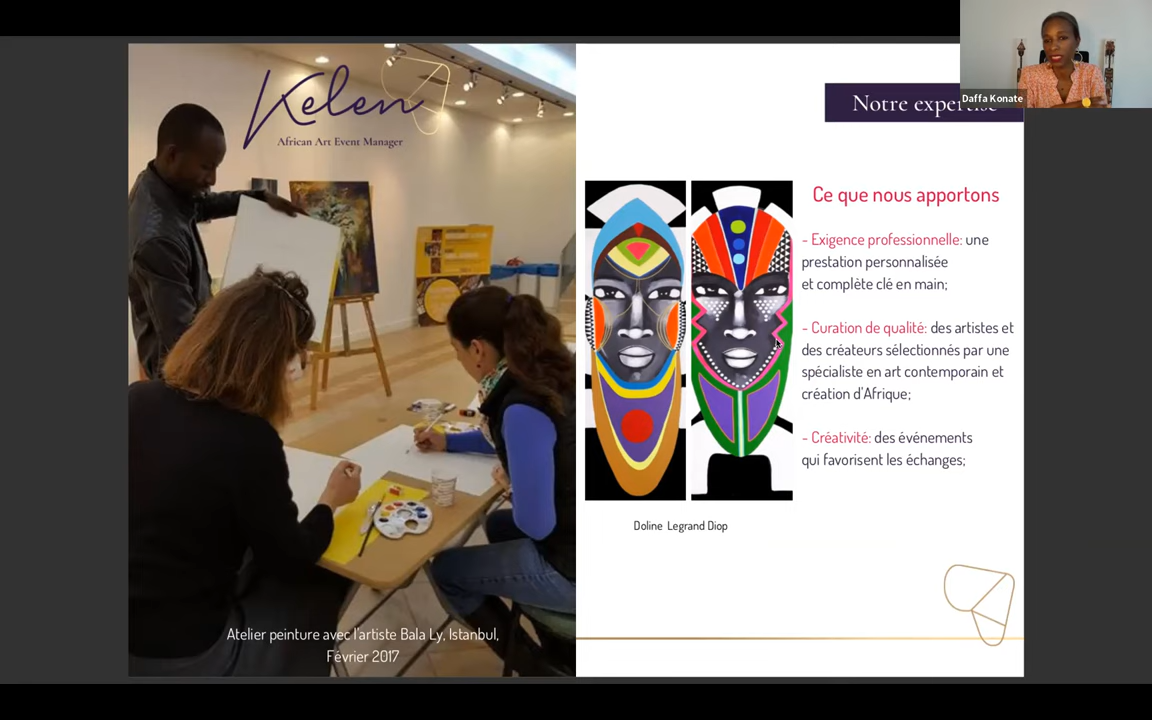 Kelen
African Art Event Manager
Atelier peinture avec l'artiste Bala Ly, Istanbul,
Février 2017
Daffa Konate
Notre expertise
Ce que nous apportons
- Exigence professionnelle: une
prestation personnalisée
et complète clé en main;
- Curation de qualité: des artistes et
des créateurs sélectionnés par une
spécialiste en art contemporain et
création d'Afrique;
- Créativité: des événements
qui favorisent les échanges;
Doline Legrand Diop